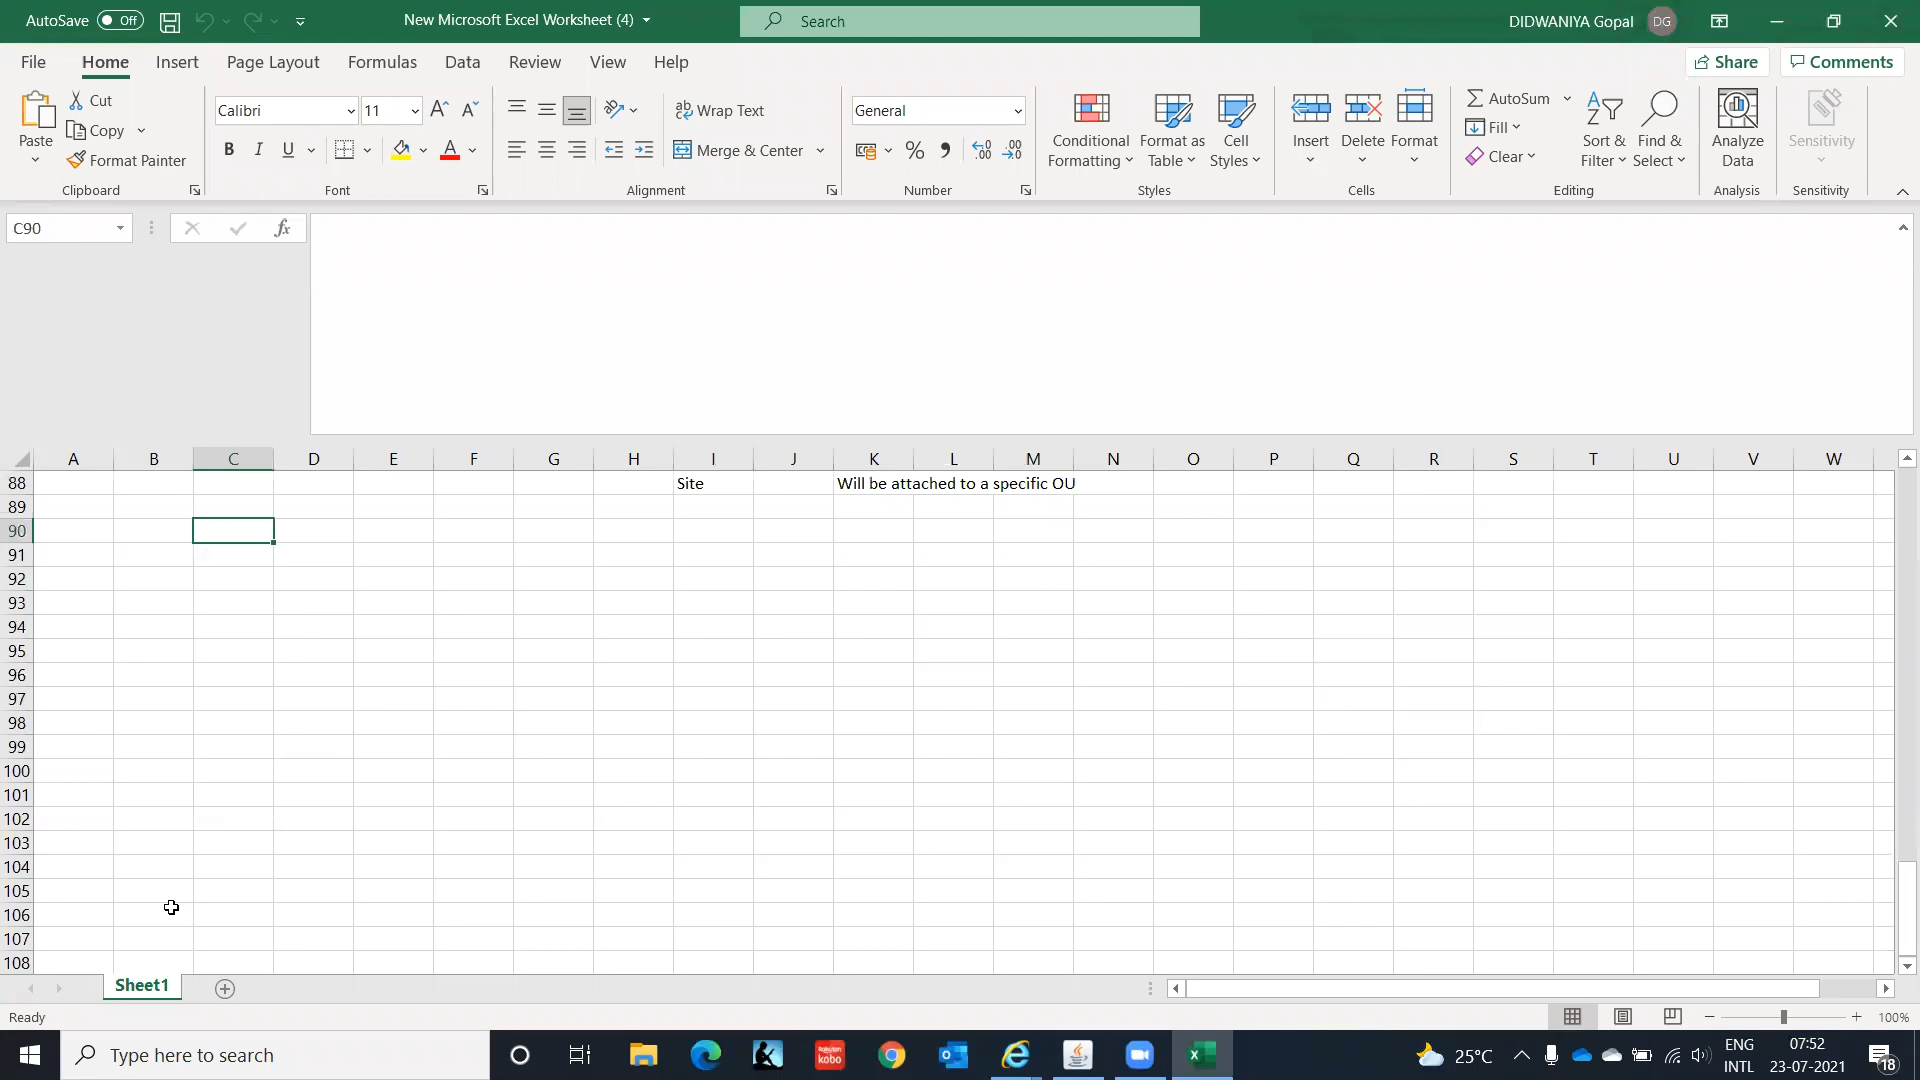 AutoSave Off New Microsoft Excel Worksheet (4) Search DIDWANIYA Gopal DG
File Home Insert Page Layout Formulas Data Review View Help Share Comments
Paste Cut Copy Format Painter Clipboard
Calibri 11 B I U A Font
ab Wrap Text Merge & Center Alignment
General % Number
Conditional Formatting Format as Table Cell Styles Styles
Insert Delete Format Cells
AutoSum Fill Clear Sort & Filter Find & Select Editing
Analyze Data Analysis
Sensitivity Sensitivity
C90 fx
A B C D E F G H I J K L M N O P Q R S T U V W
88 Site Will be attached to a specific OU
89
90
91
92
93
94
95
96
97
98
99
100
101
102
103
104
105
106
107
108
Sheet1
Ready 100%
Type here to search Rakuten kobo 25°C ENG INTL 07:52 23-07-2021 18